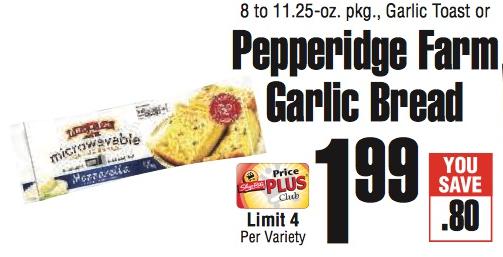 8 to 11.25-oz. pkg., Garlic Toast or
Pepperidge Farm
Garlic Bread
microwavable
Mozzarella
Price
ShopRite PLUS
Club
Limit 4
Per Variety
1 99
YOU
SAVE
.80